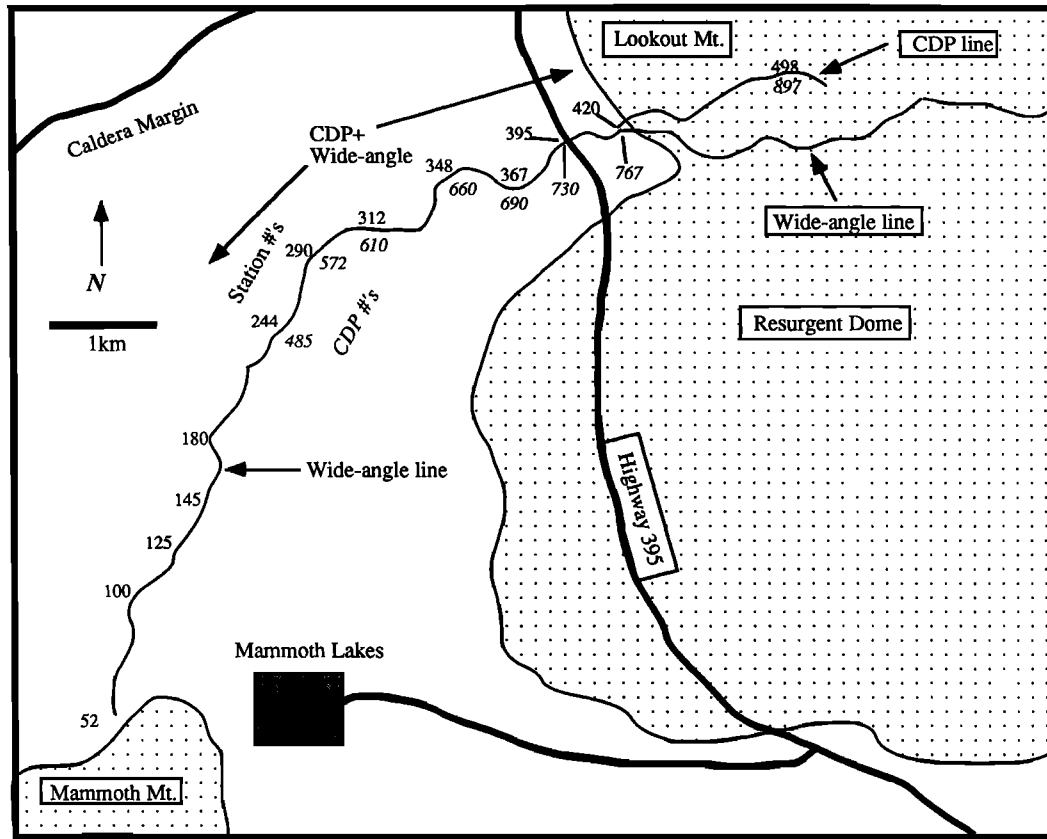 Lookout Mt.
CDP line
498
897
Caldera Margin
CDP+
Wide-angle
420
395
767
730
348
660
367
690
Wide-angle line
312
610
290
572
Station #'s
CDP #'s
N
1km
244
485
Resurgent Dome
180
Wide-angle line
145
Highway 395
125
100
Mammoth Lakes
52
Mammoth Mt.